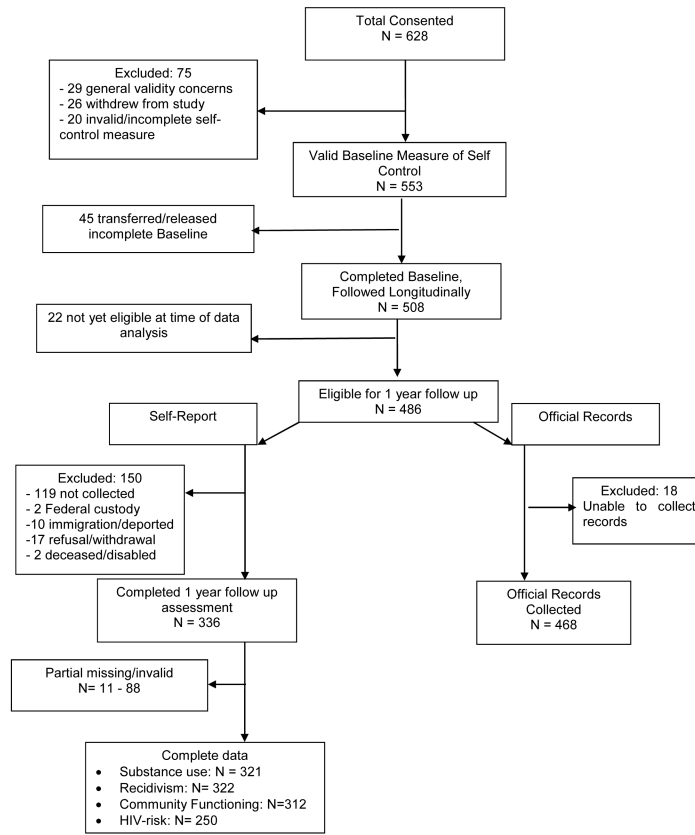 Total Consented
N = 628
Excluded: 75
- 29 general validity concerns
- 26 withdrew from study
- 20 invalid/incomplete self-
control measure
Valid Baseline Measure of Self
Control
N = 553
45 transferred/released
incomplete Baseline
Completed Baseline,
Followed Longitudinally
N = 508
22 not yet eligible at time of data
analysis
Eligible for 1 year follow up
N = 486
Self-Report
Official Records
Excluded: 150
- 119 not collected
- 2 Federal custody
-10 immigration/deported
-17 refusal/withdrawal
- 2 deceased/disabled
Excluded: 18
Unable to collect
records
Completed 1 year follow up
assessment
N = 336
Official Records
Collected
N = 468
Partial missing/invalid
N= 11 - 88
Complete data
• Substance use: N = 321
• Recidivism: N= 322
• Community Functioning: N=312
• HIV-risk: N= 250